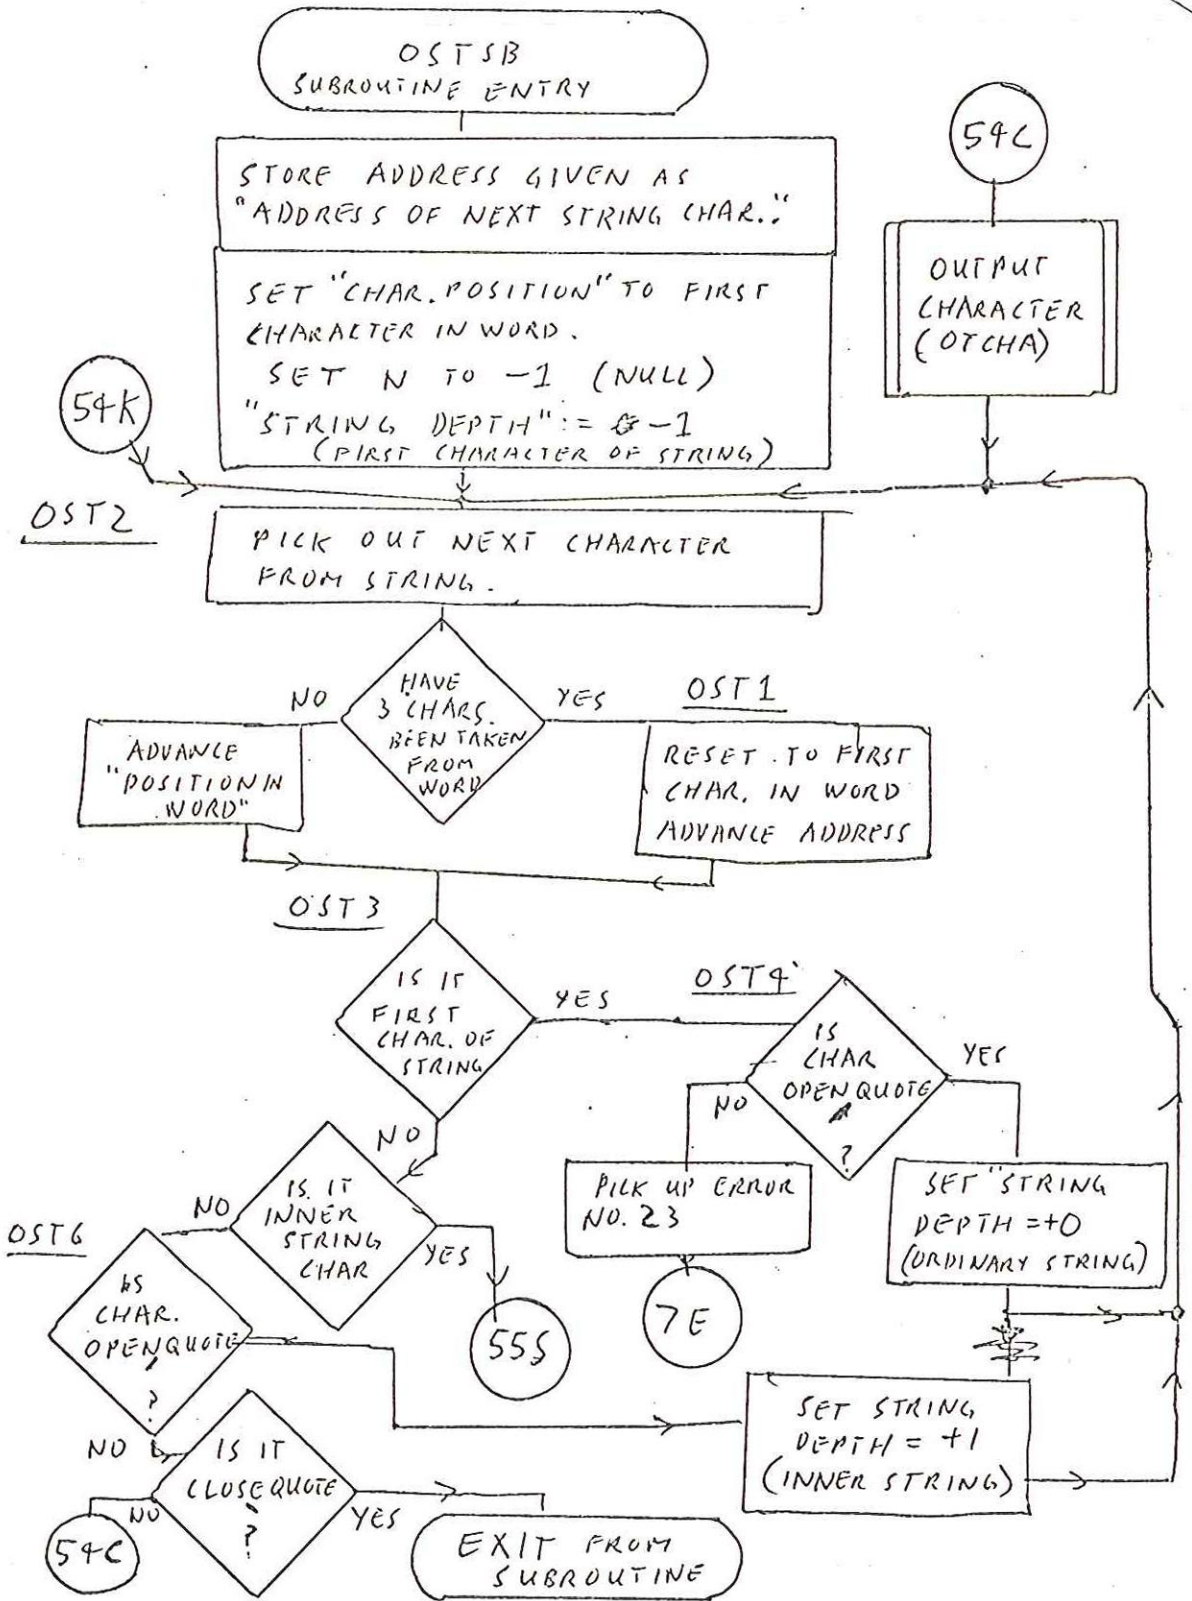 OSTSB
SUBROUTINE ENTRY
54C
STORE ADDRESS GIVEN AS
"ADDRESS OF NEXT STRING CHAR."
OUTPUT
CHARACTER
(OTCHA)
SET "CHAR. POSITION" TO FIRST
CHARACTER IN WORD.
SET N TO -1 (NULL)
"STRING DEPTH" := -1
(FIRST CHARACTER OF STRING)
54K
OST2
PICK OUT NEXT CHARACTER
FROM STRING.
HAVE
3 CHARS.
BEEN TAKEN
FROM
WORD
NO
YES
OST1
ADVANCE
"POSITION IN
WORD"
RESET TO FIRST
CHAR. IN WORD
ADVANCE ADDRESS
OST3
IS IT
FIRST
CHAR. OF
STRING
YES
OST4
IS
CHAR
OPENQUOTE
?
YES
NO
NO
PICK UP ERROR
NO. 23
SET "STRING
DEPTH = +0
(ORDINARY STRING)
7E
IS IT
INNER
STRING
CHAR
NO
YES
55S
OST6
IS
CHAR.
OPENQUOTE
?
SET STRING
DEPTH = +1
(INNER STRING)
NO
IS IT
CLOSEQUOTE
?
NO
YES
54C
EXIT FROM
SUBROUTINE